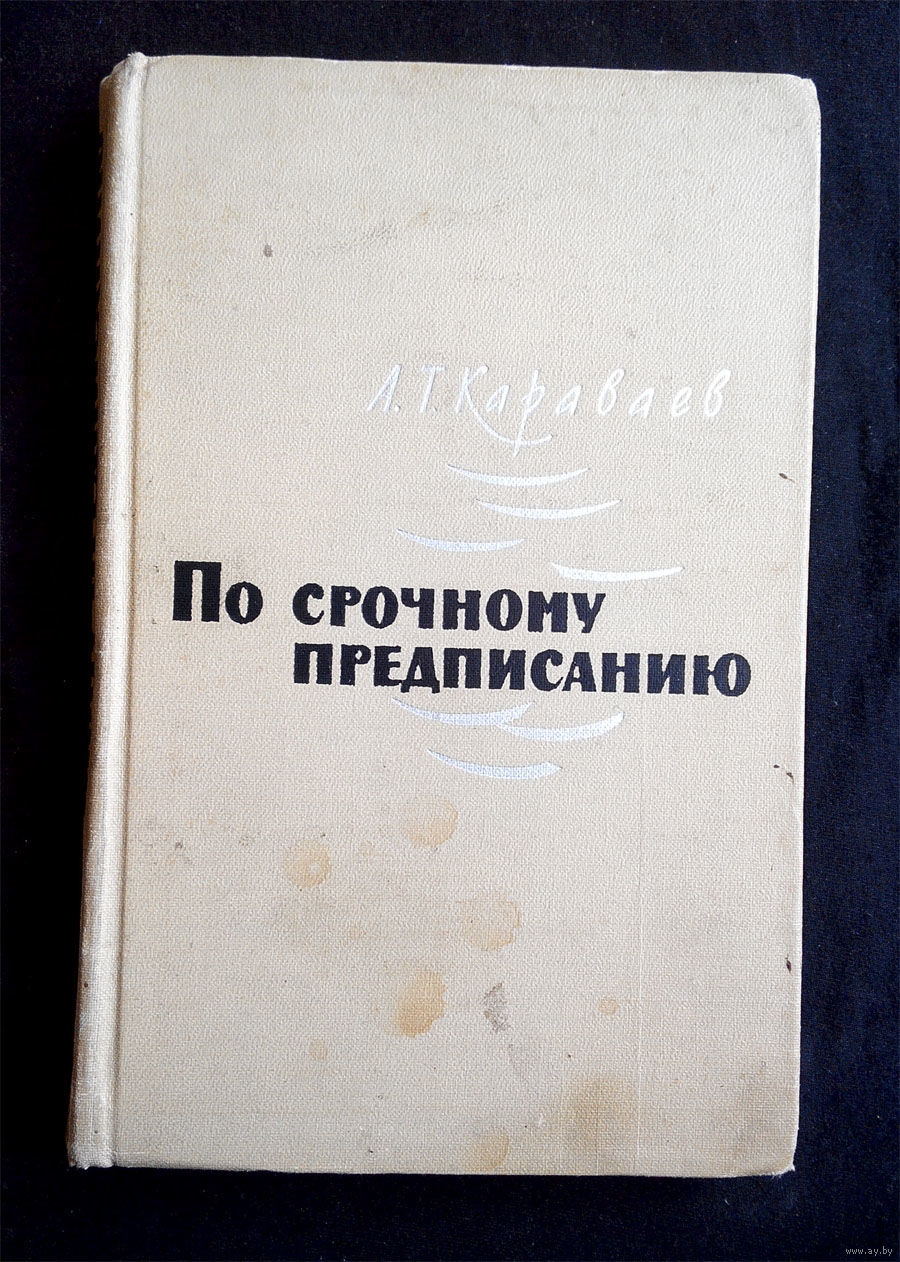 А. Т. Караваев
По срочному
предписанию
www.ay.by